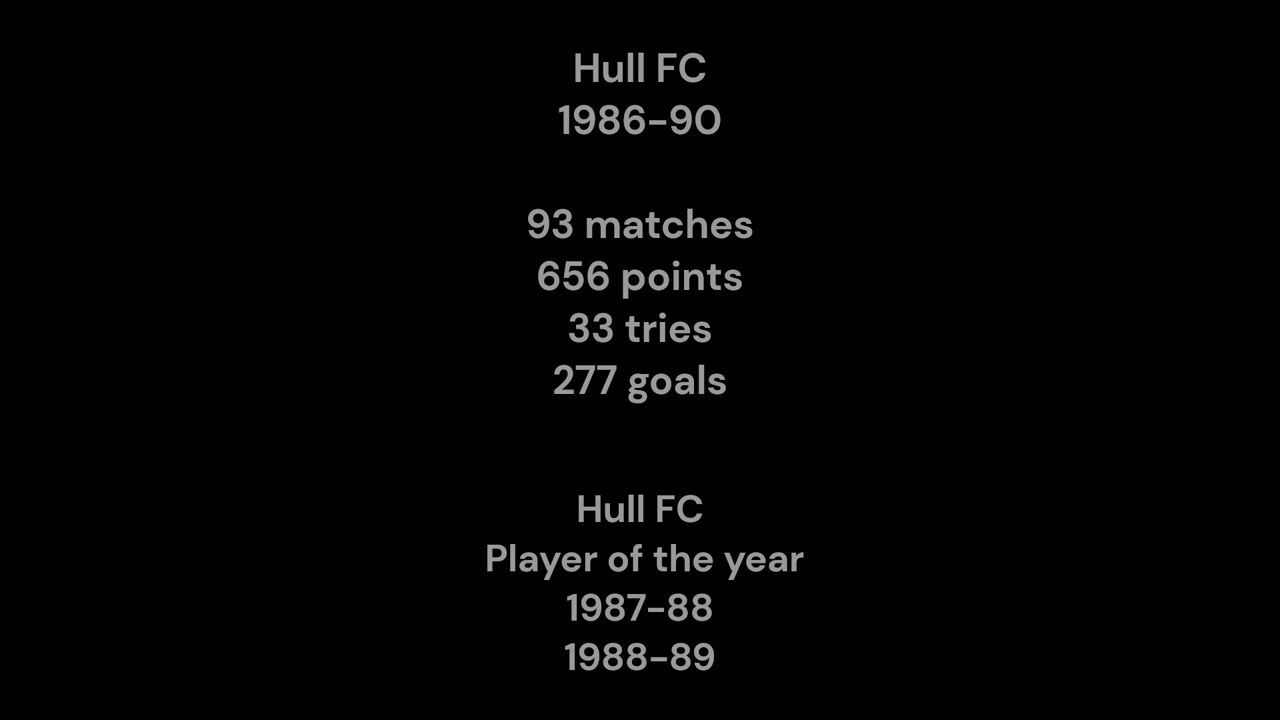 Hull FC
1986-90
93 matches
656 points
33 tries
277 goals
Hull FC
Player of the year
1987-88
1988-89